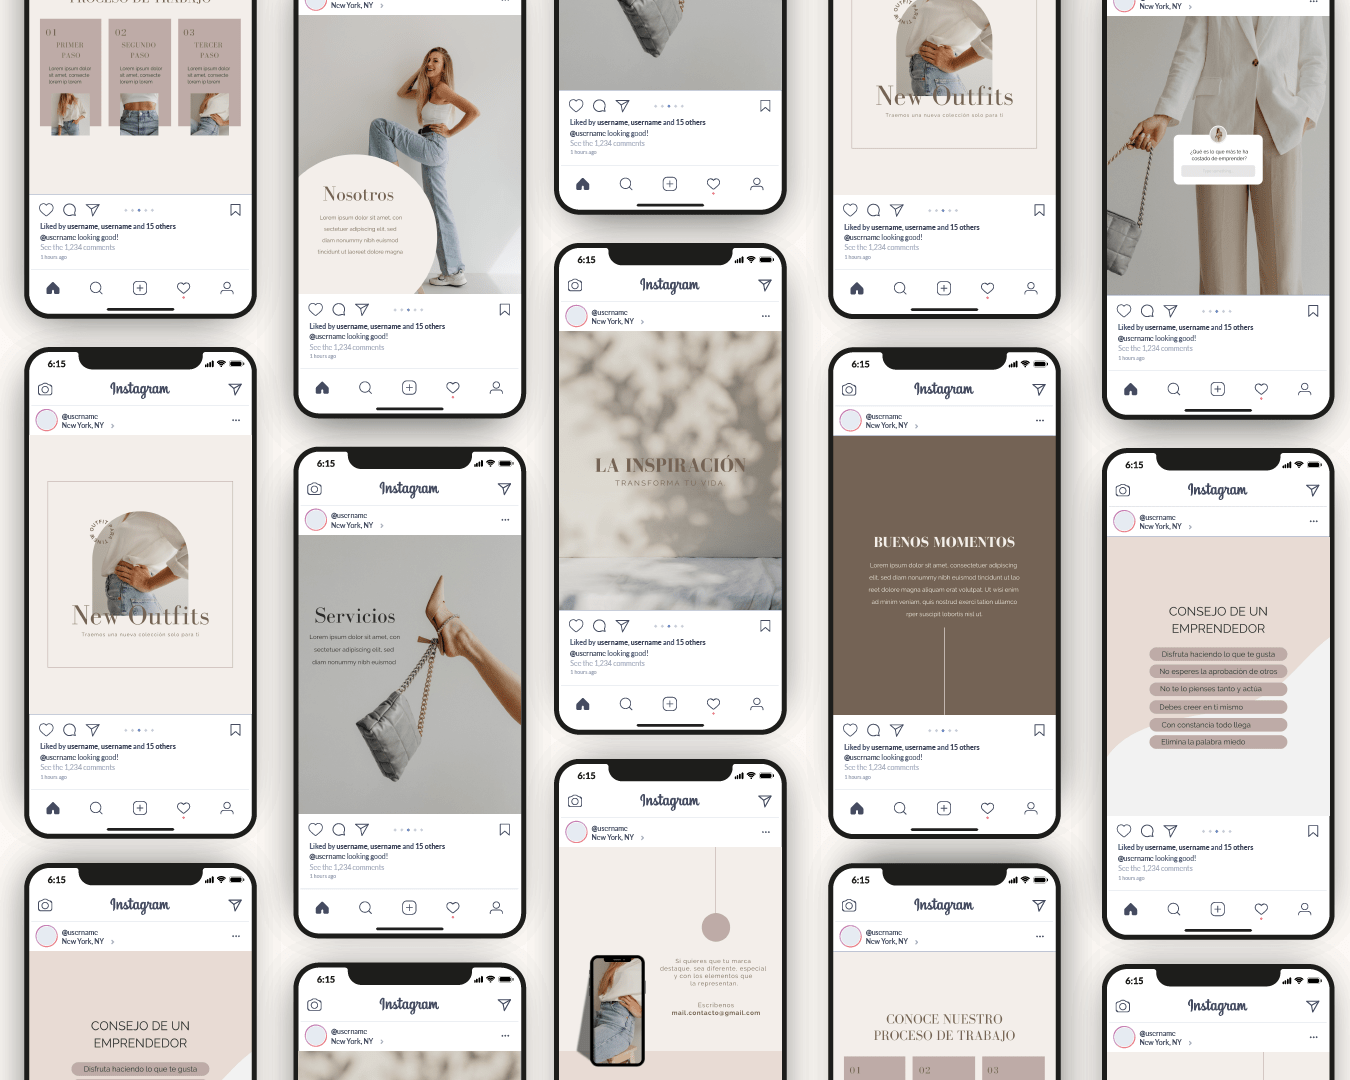 PROCESO DE TRABAJO
01
PRIMER
PASO
Lorem ipsum dolor
sit amet, consecte
lorem ip lorem
02
SEGUNDO
PASO
Lorem ipsum dolor
sit amet, consecte
lorem ip lorem
03
TERCER
PASO
Lorem ipsum dolor
sit amet, consecte
lorem ip lorem
Liked by username, username and 15 others
@username looking good!
See the 1,234 comments
1 hours ago
6:15
Instagram
@username
New York, NY
OUTFIT
New Outfits
Traemos una nueva colección solo para ti
Liked by username, username and 15 others
@username looking good!
See the 1,234 comments
1 hours ago
6:15
Instagram
@username
New York, NY
CONSEJO DE UN
EMPRENDEDOR
Disfruta haciendo lo que te gusta
New York, NY
Nosotros
Lorem ipsum dolor sit amet, con
sectetuer adipiscing elit, sed
diam nonummy nibh euismod
tincidunt ut laoreet dolore magna
Liked by username, username and 15 others
@username looking good!
See the 1,234 comments
1 hours ago
6:15
Instagram
@username
New York, NY
Servicios
Lorem ipsum dolor sit amet, con
sectetuer adipiscing elit, sed
diam nonummy nibh euismod
Liked by username, username and 15 others
@username looking good!
See the 1,234 comments
1 hours ago
6:15
Instagram
@username
New York, NY
Liked by username, username and 15 others
@username looking good!
See the 1,234 comments
1 hours ago
6:15
Instagram
@username
New York, NY
LA INSPIRACIÓN
TRANSFORMA TU VIDA
Liked by username, username and 15 others
@username looking good!
See the 1,234 comments
1 hours ago
6:15
Instagram
@username
New York, NY
Si quieres que tu marca
destaque, sea diferente, especial
y con los elementos que
la representan.
Escríbenos
mail.contacto@gmail.com
New Outfits
Traemos una nueva colección solo para ti
Liked by username, username and 15 others
@username looking good!
See the 1,234 comments
1 hours ago
6:15
Instagram
@username
New York, NY
BUENOS MOMENTOS
Lorem ipsum dolor sit amet, consectetuer adipiscing
elit, sed diam nonummy nibh euismod tincidunt ut lao
reet dolore magna aliquam erat volutpat. Ut wisi enim
ad minim veniam, quis nostrud exerci tation ullamco
rper suscipit lobortis nisl ut.
Liked by username, username and 15 others
@username looking good!
See the 1,234 comments
1 hours ago
6:15
Instagram
@username
New York, NY
CONOCE NUESTRO
PROCESO DE TRABAJO
01
02
03
New York, NY
¿Qué es lo que más te ha
costado de emprender?
Liked by username, username and 15 others
@username looking good!
See the 1,234 comments
1 hours ago
6:15
Instagram
@username
New York, NY
CONSEJO DE UN
EMPRENDEDOR
Disfruta haciendo lo que te gusta
No esperes la aprobación de otros
No te lo pienses tanto y actúa
Debes creer en ti mismo
Con constancia todo llega
Elimina la palabra miedo
Liked by username, username and 15 others
@username looking good!
See the 1,234 comments
1 hours ago
6:15
Instagram
@username
New York, NY